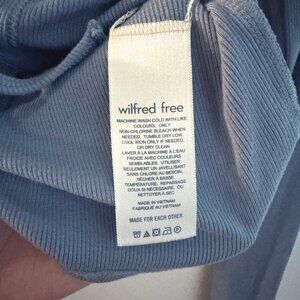 wilfred free
MACHINE WASH COLD WITH LIKE
COLOURS, ONLY
NON-CHLORINE BLEACH WHEN
NEEDED, TUMBLE DRY LOW
COOL IRON ONLY IF NEEDED
OR DRY CLEAN
LAVER À LA MACHINE À L'EAU
FROIDE AVEC COULEURS
SEMBLABLES, UTILISER
SEULEMENT UN JAVELLISANT
SANS CHLORE AU BESOIN,
SÉCHER À BASSE
TEMPÉRATURE, REPASSAGE
DOUX SI NÉCESSAIRE, OU
NETTOYER À SEC
MADE IN VIETNAM
FABRIQUÉ AU VIETNAM
MADE FOR EACH OTHER.